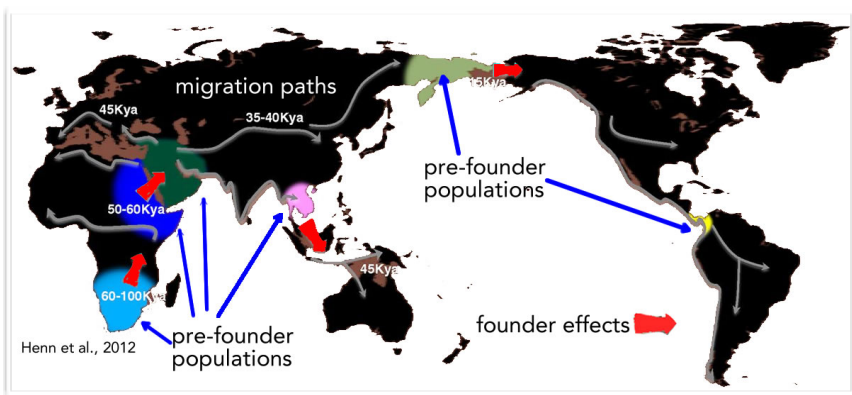 migration paths
15Kya
45Kya
35-40Kya
pre-founder
populations
50-60Kya
45Kya
60-100Kya
founder effects
pre-founder
populations
Henn et al., 2012